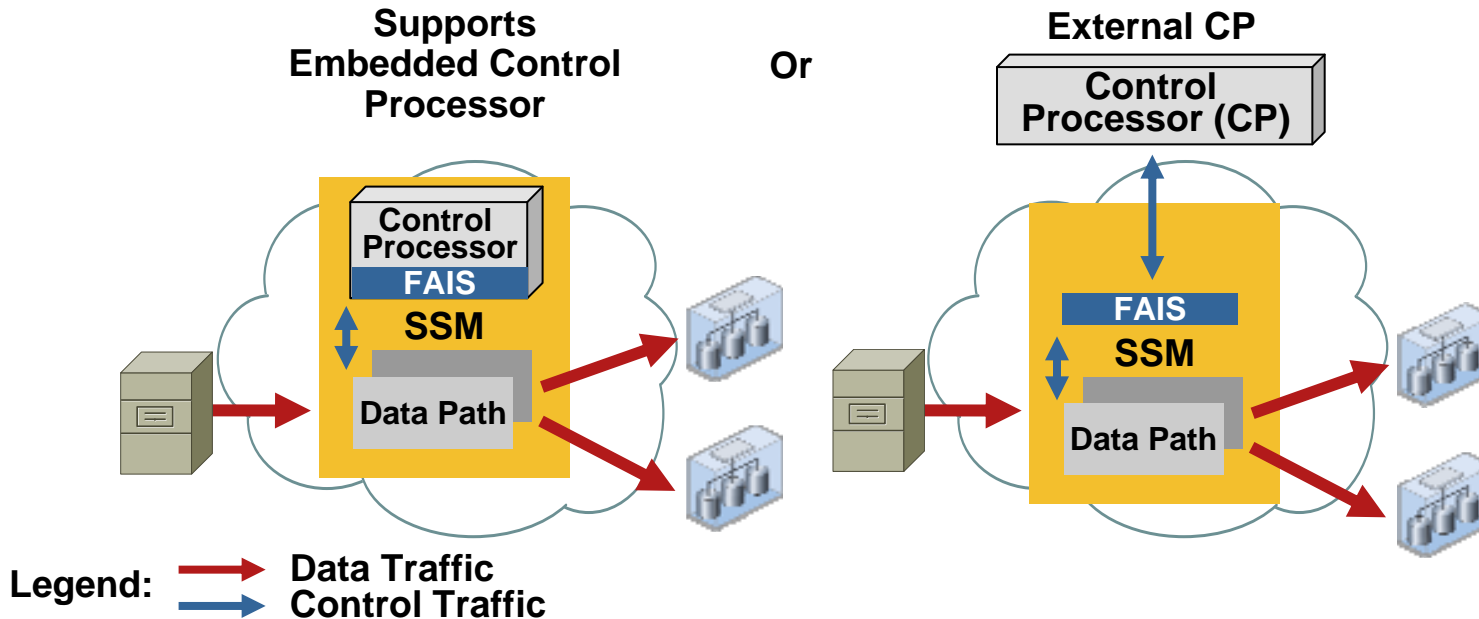 Supports
Embedded Control
Processor
Or
External CP
Control
Processor (CP)
Control
Processor
FAIS
SSM
Data Path
FAIS
SSM
Data Path
Legend:
Data Traffic
Control Traffic